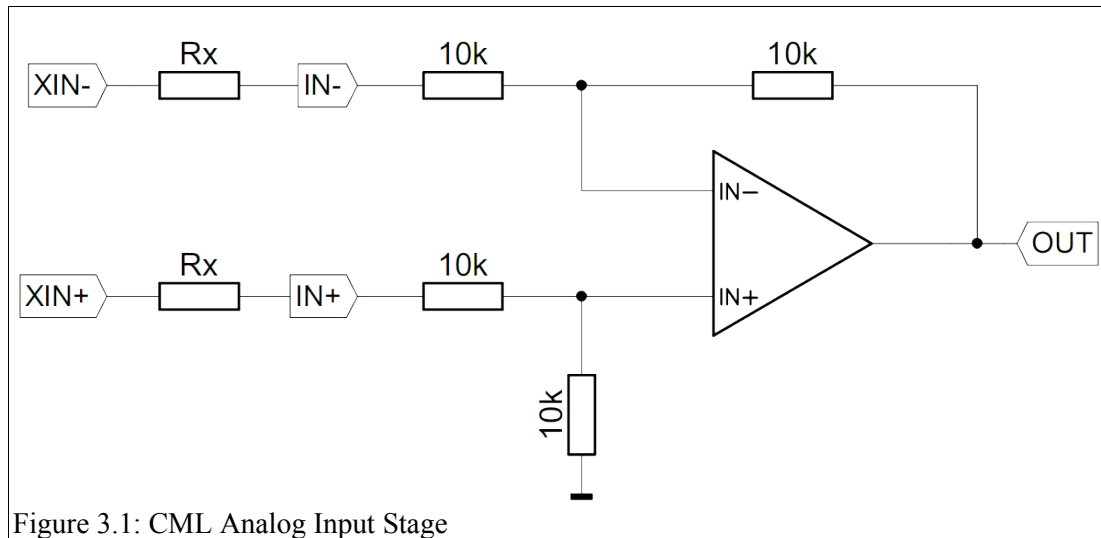 Rx 10k 10k
XIN- IN-
IN-
OUT
Rx 10k
XIN+ IN+ IN+
10k
Figure 3.1: CML Analog Input Stage